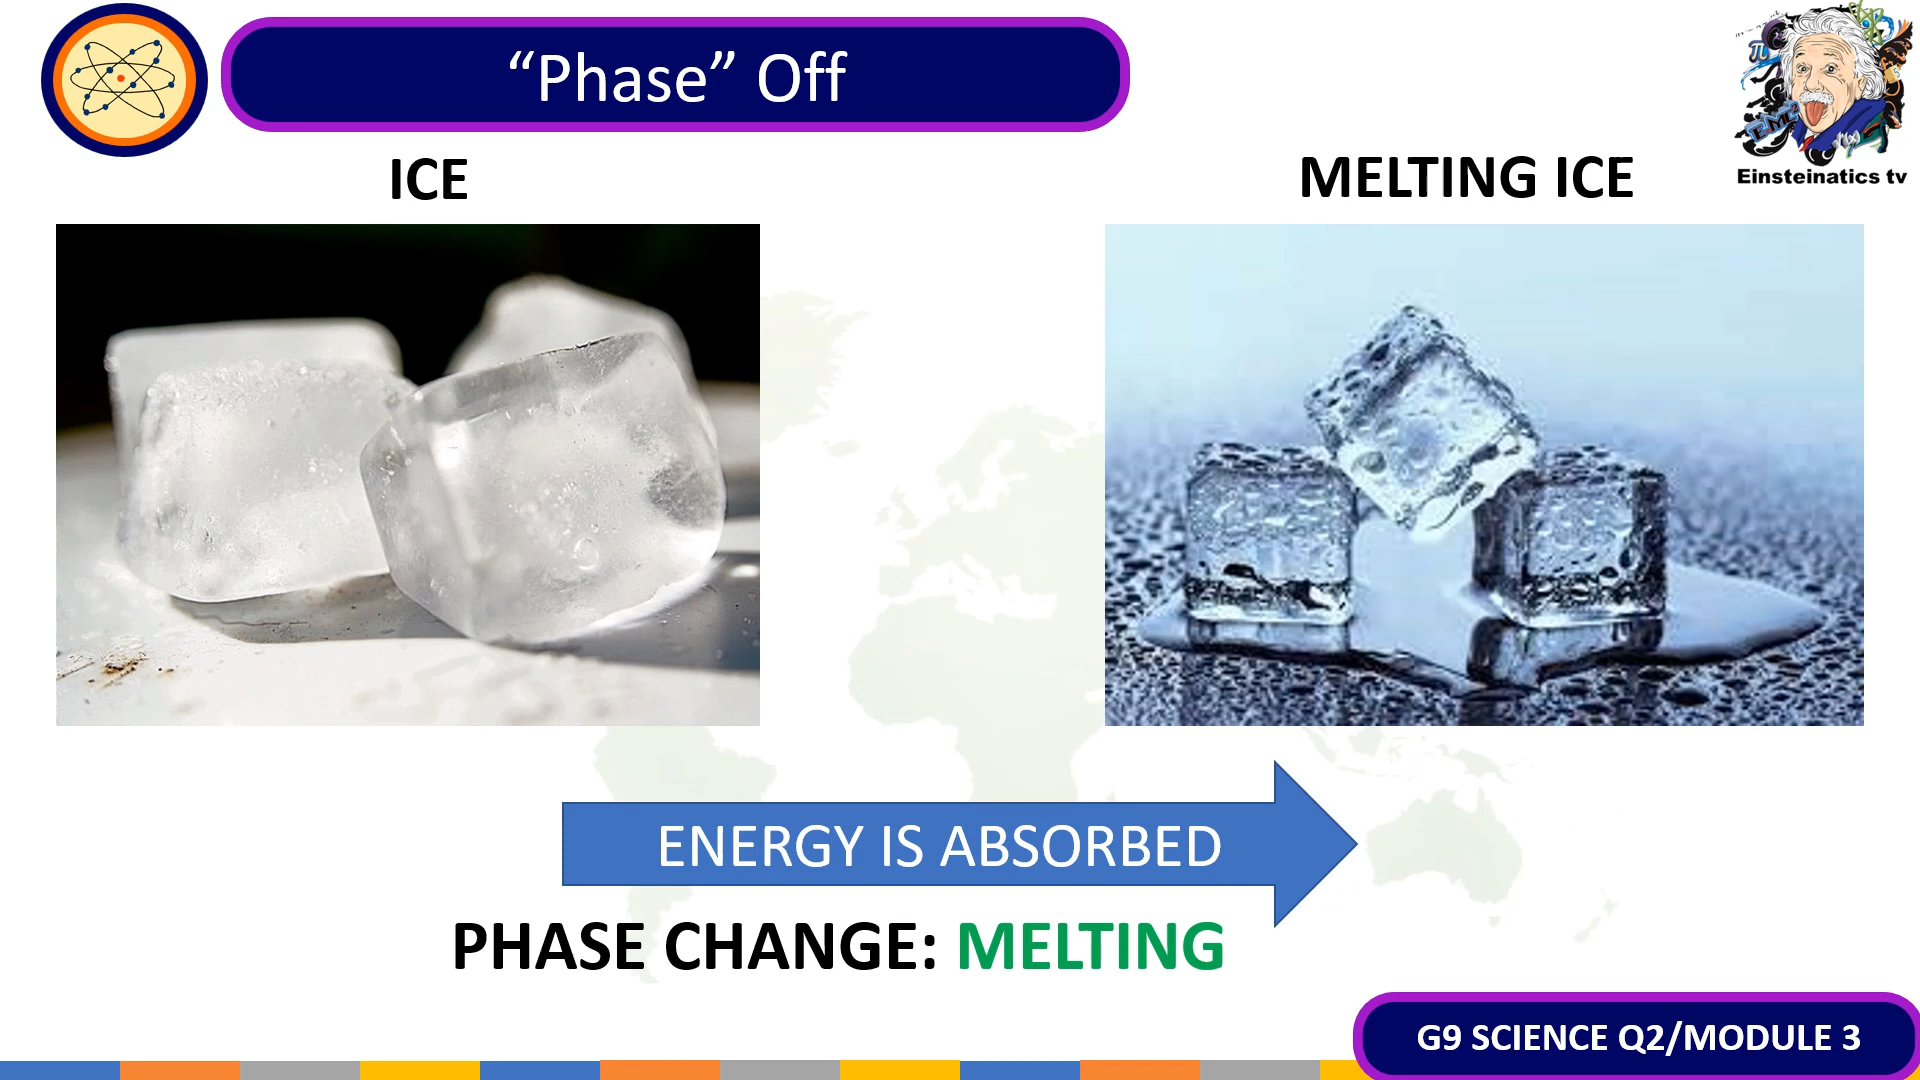 “Phase” Off
Einsteinatics tv
ICE
MELTING ICE
ENERGY IS ABSORBED
PHASE CHANGE: MELTING
G9 SCIENCE Q2/MODULE 3